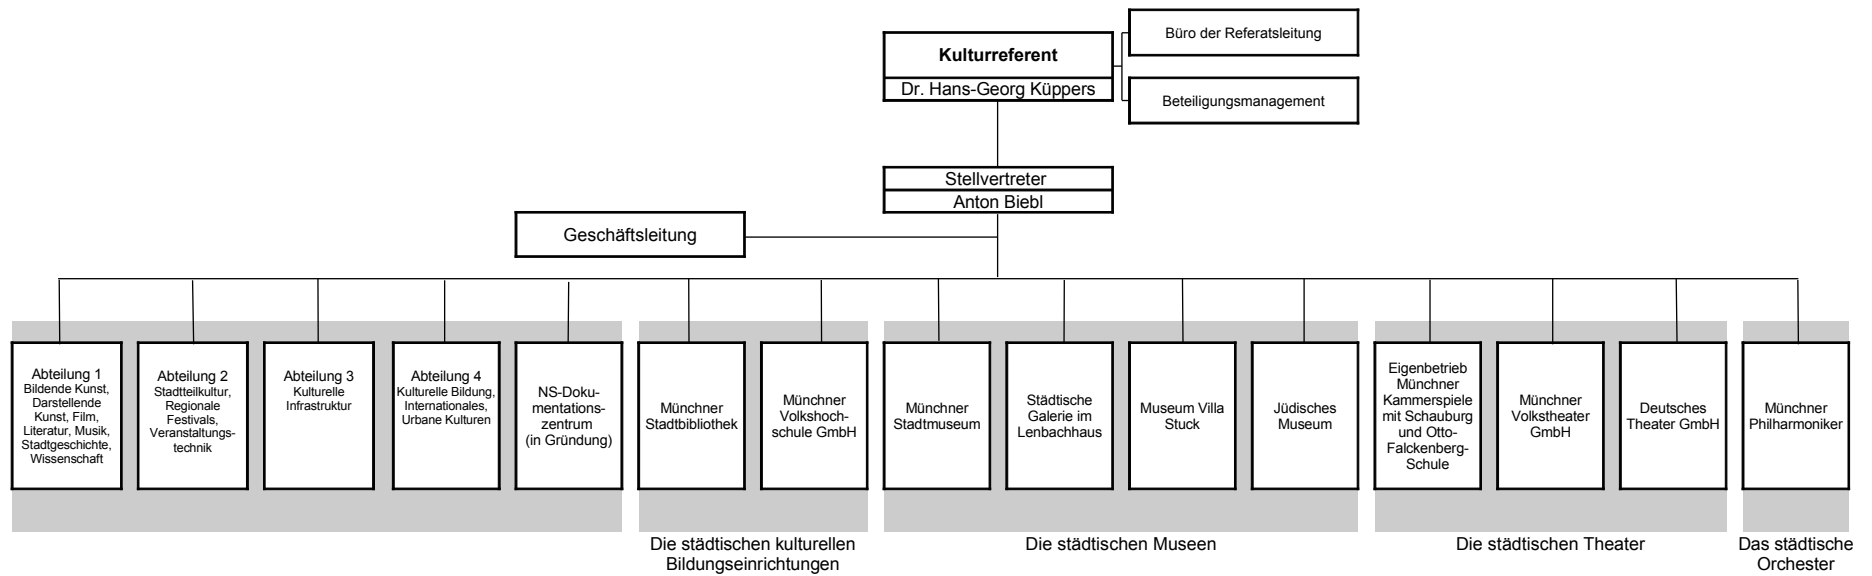 Büro der Referatsleitung
Kulturreferent
Dr. Hans-Georg Küppers
Beteiligungsmanagement
Stellvertreter
Anton Biebl
Geschäftsleitung
Abteilung 1
Bildende Kunst,
Darstellende
Kunst, Film,
Literatur, Musik,
Stadtgeschichte,
Wissenschaft
Abteilung 2
Stadtteilkultur,
Regionale
Festivals,
Veranstaltungs-
technik
Abteilung 3
Kulturelle
Infrastruktur
Abteilung 4
Kulturelle Bildung,
Internationales,
Urbane Kulturen
NS-Doku-
mentations-
zentrum
(in Gründung)
Münchner
Stadtbibliothek
Münchner
Volkshoch-
schule GmbH
Münchner
Stadtmuseum
Städtische
Galerie im
Lenbachhaus
Museum Villa
Stuck
Jüdisches
Museum
Eigenbetrieb
Münchner
Kammerspiele
mit Schauburg
und Otto-
Falckenberg-
Schule
Münchner
Volkstheater
GmbH
Deutsches
Theater GmbH
Münchner
Philharmoniker
Die städtischen kulturellen
Bildungseinrichtungen
Die städtischen Museen
Die städtischen Theater
Das städtische
Orchester